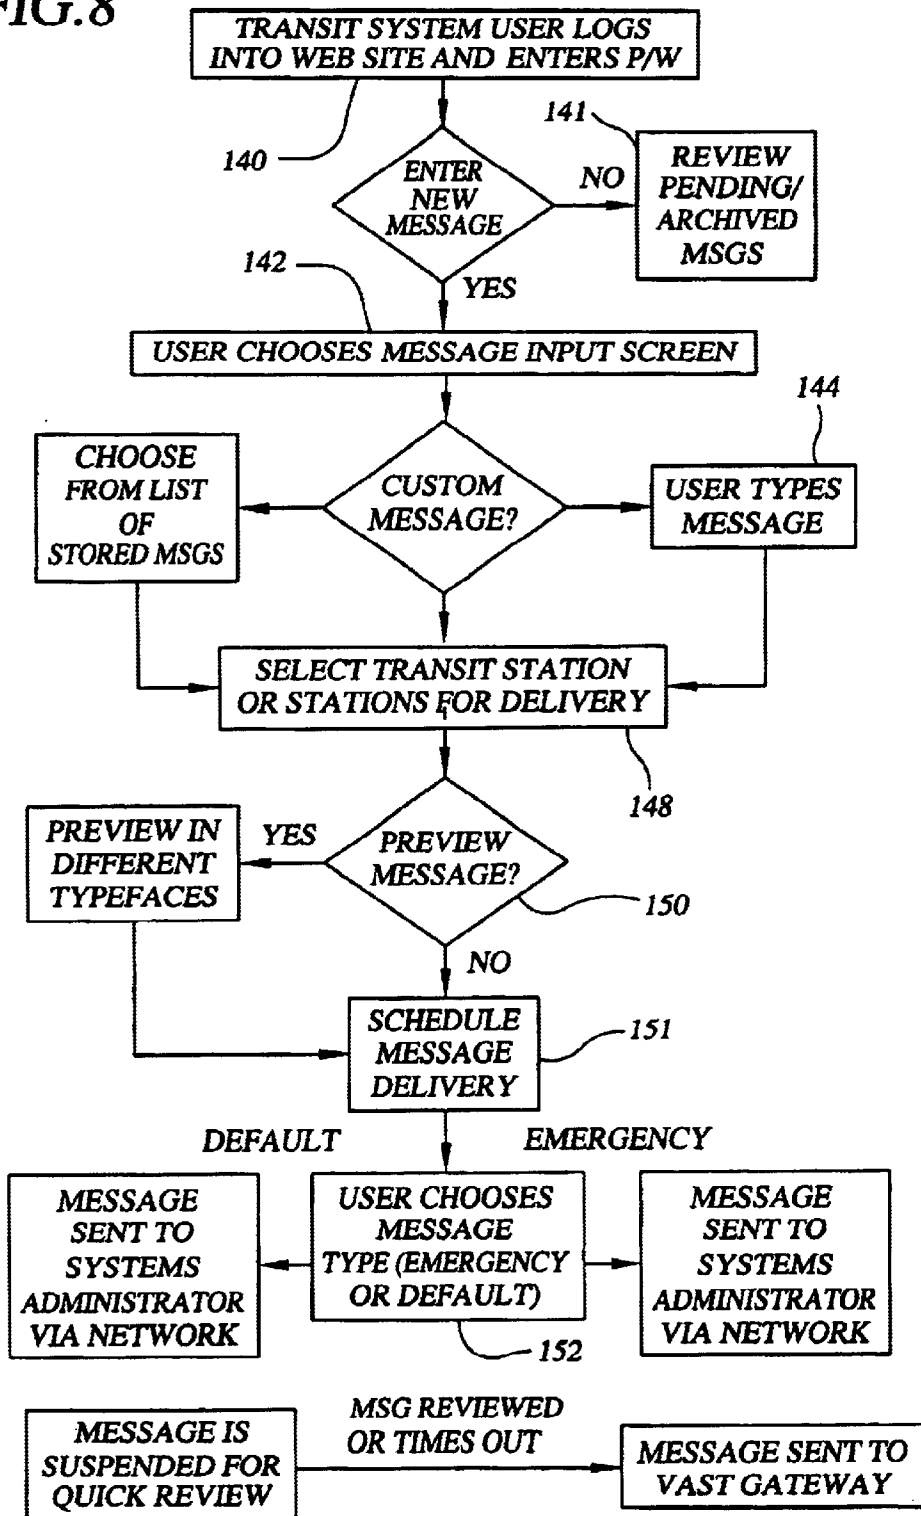 FIG.8
TRANSIT SYSTEM USER LOGS
INTO WEB SITE AND ENTERS P/W
140
141
ENTER
NEW
MESSAGE
NO
REVIEW
PENDING/
ARCHIVED
MSGS
142
YES
USER CHOOSES MESSAGE INPUT SCREEN
144
CHOOSE
FROM LIST
OF
STORED MSGS
CUSTOM
MESSAGE?
USER TYPES
MESSAGE
SELECT TRANSIT STATION
OR STATIONS FOR DELIVERY
148
PREVIEW IN
DIFFERENT
TYPEFACES
YES
PREVIEW
MESSAGE?
150
NO
SCHEDULE
MESSAGE
DELIVERY
151
DEFAULT
EMERGENCY
MESSAGE
SENT TO
SYSTEMS
ADMINISTRATOR
VIA NETWORK
USER CHOOSES
MESSAGE
TYPE (EMERGENCY
OR DEFAULT)
MESSAGE
SENT TO
SYSTEMS
ADMINISTRATOR
VIA NETWORK
152
MESSAGE IS
SUSPENDED FOR
QUICK REVIEW
MSG REVIEWED
OR TIMES OUT
MESSAGE SENT TO
VAST GATEWAY